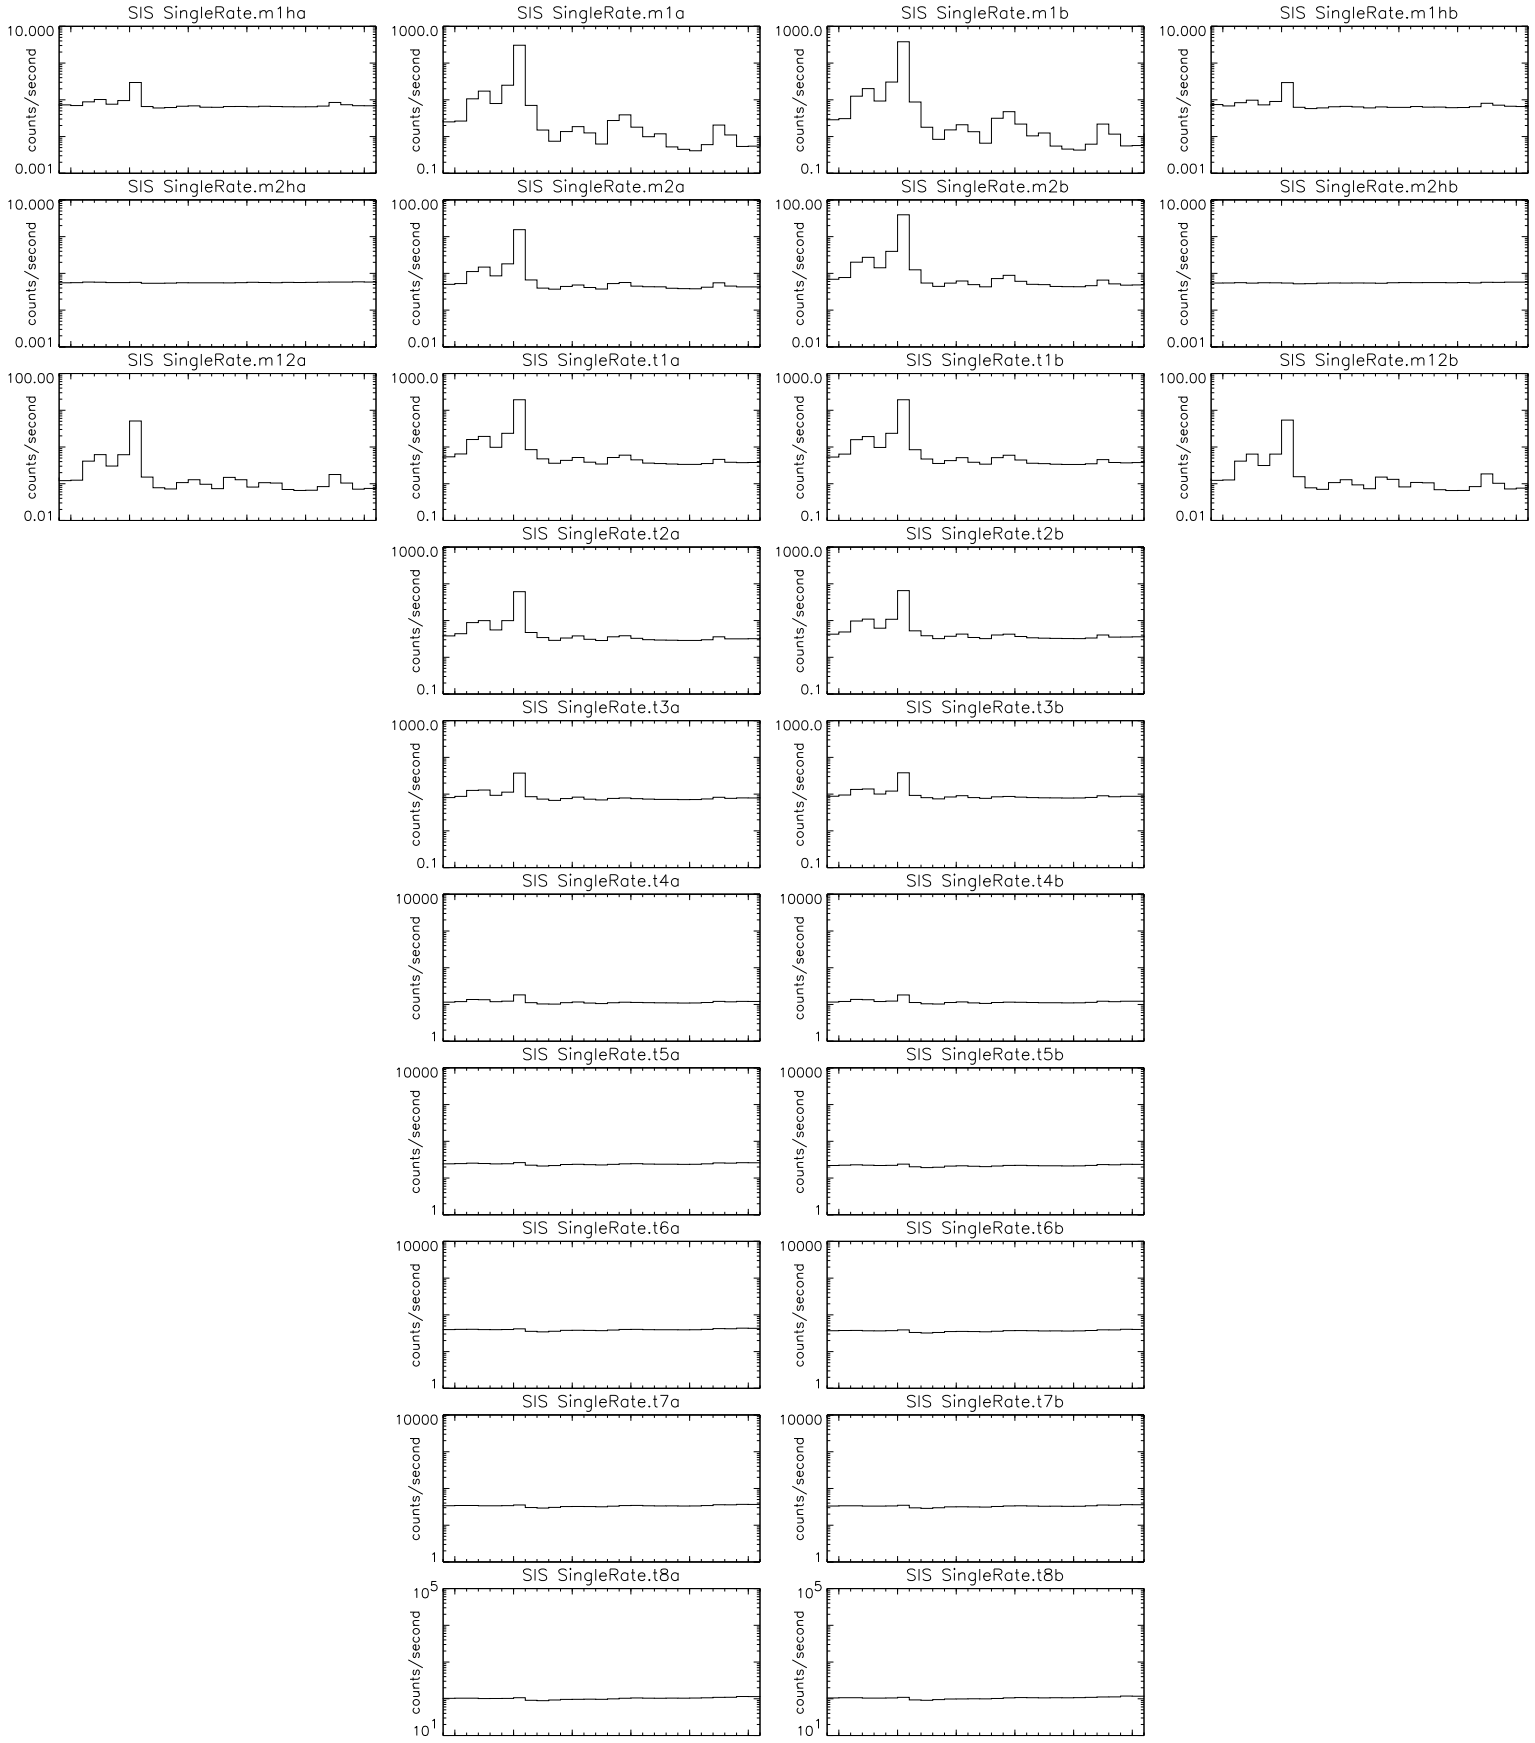 SIS SingleRate.m1ha
10.000
counts/second
0.001
SIS SingleRate.m1a
1000.0
counts/second
0.1
SIS SingleRate.m1b
1000.0
counts/second
0.1
SIS SingleRate.m1hb
10.000
counts/second
0.001
SIS SingleRate.m2ha
10.000
counts/second
0.001
SIS SingleRate.m2a
100.00
counts/second
0.01
SIS SingleRate.m2b
100.00
counts/second
0.01
SIS SingleRate.m2hb
10.000
counts/second
0.001
SIS SingleRate.m12a
100.00
counts/second
0.01
SIS SingleRate.t1a
1000.0
counts/second
0.1
SIS SingleRate.t1b
1000.0
counts/second
0.1
SIS SingleRate.m12b
100.00
counts/second
0.01
SIS SingleRate.t2a
1000.0
counts/second
0.1
SIS SingleRate.t2b
1000.0
counts/second
0.1
SIS SingleRate.t3a
1000.0
counts/second
0.1
SIS SingleRate.t3b
1000.0
counts/second
0.1
SIS SingleRate.t4a
10000
counts/second
1
SIS SingleRate.t4b
10000
counts/second
1
SIS SingleRate.t5a
10000
counts/second
1
SIS SingleRate.t5b
10000
counts/second
1
SIS SingleRate.t6a
10000
counts/second
1
SIS SingleRate.t6b
10000
counts/second
1
SIS SingleRate.t7a
10000
counts/second
1
SIS SingleRate.t7b
10000
counts/second
1
SIS SingleRate.t8a
10⁵
counts/second
10¹
SIS SingleRate.t8b
10⁵
counts/second
10¹